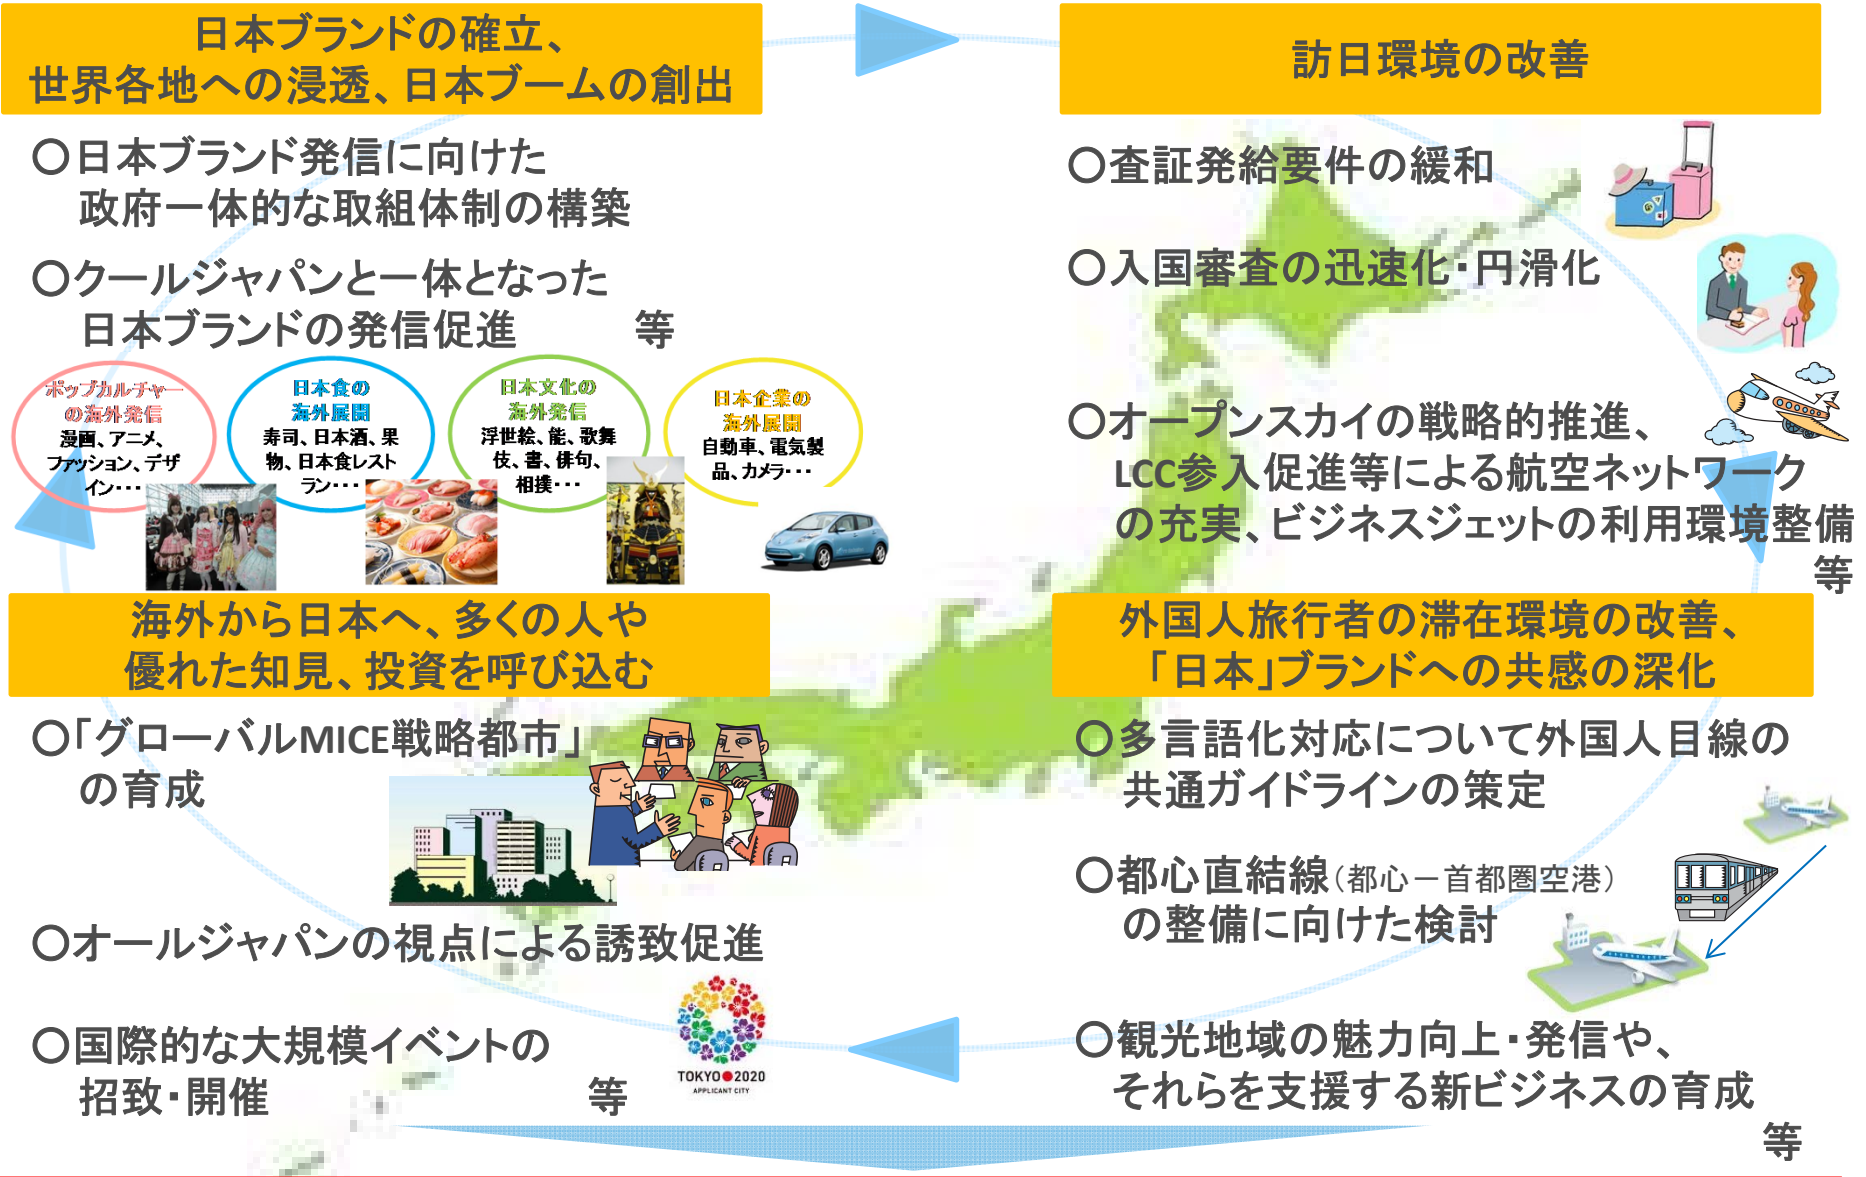 日本ブランドの確立、
世界各地への浸透、日本ブームの創出
○日本ブランド発信に向けた
政府一体的な取組体制の構築
○クールジャパンと一体となった
日本ブランドの発信促進　等
ポップカルチャー
の海外発信
漫画、アニメ、
ファッション、デザ
イン・・・
日本食の
海外展開
寿司、日本酒、果
物、日本食レスト
ラン・・・
日本文化の
海外発信
浮世絵、能、歌舞
伎、書、俳句、
相撲・・・
日本企業の
海外展開
自動車、電気製
品、カメラ・・・
訪日環境の改善
○査証発給要件の緩和
○入国審査の迅速化・円滑化
○オープンスカイの戦略的推進、
LCC参入促進等による航空ネットワーク
の充実、ビジネスジェットの利用環境整備
等
海外から日本へ、多くの人や
優れた知見、投資を呼び込む
○「グローバルMICE戦略都市」
の育成
○オールジャパンの視点による誘致促進
○国際的な大規模イベントの
招致・開催　等
TOKYO●2020
APPLICANT CITY
外国人旅行者の滞在環境の改善、
「日本」ブランドへの共感の深化
○多言語化対応について外国人目線の
共通ガイドラインの策定
○都心直結線（都心－首都圏空港）
の整備に向けた検討
○観光地域の魅力向上・発信や、
それらを支援する新ビジネスの育成
等